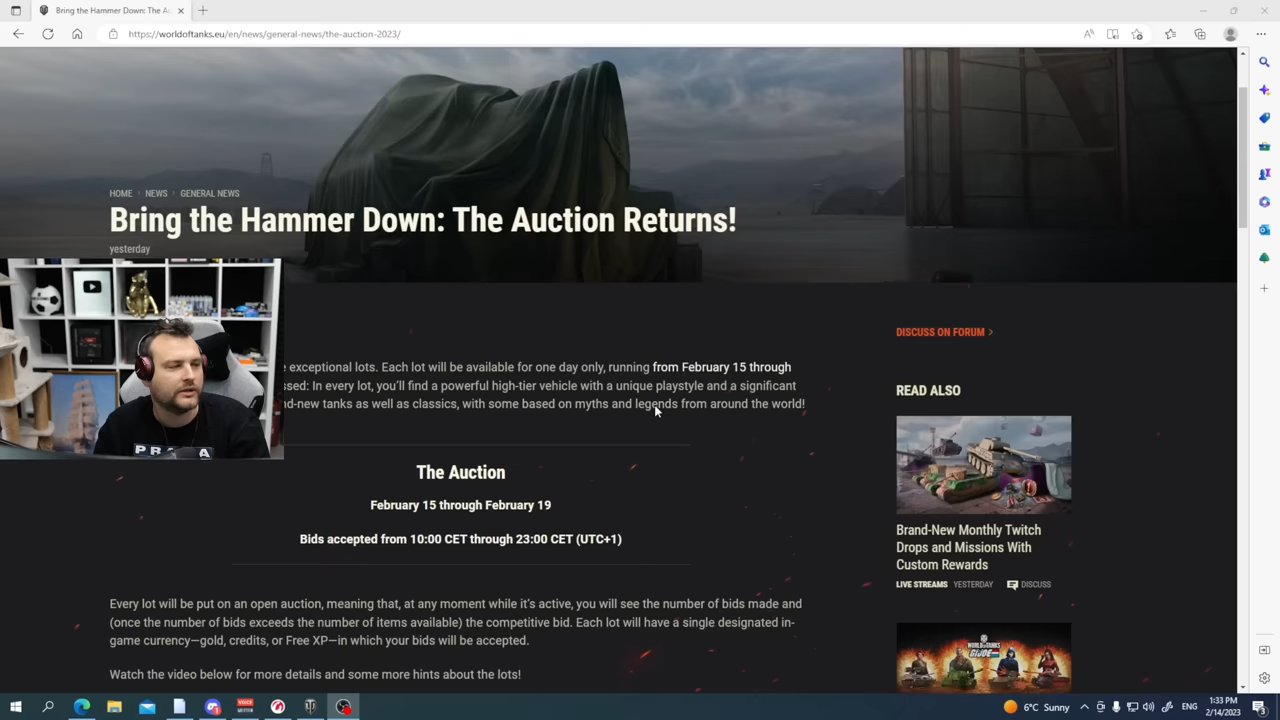 Bring the Hammer Down: The Au
https://worldoftanks.eu/en/news/general-news/the-auction-2023/
HOME
NEWS
GENERAL NEWS
Bring the Hammer Down: The Auction Returns!
yesterday
exceptional lots. Each lot will be available for one day only, running from February 15 through
In every lot, you'll find a powerful high-tier vehicle with a unique playstyle and a significant
tanks as well as classics, with some based on myths and legends from around the world!
The Auction
February 15 through February 19
Bids accepted from 10:00 CET through 23:00 CET (UTC+1)
Every lot will be put on an open auction, meaning that, at any moment while it's active, you will see the number of bids made and
(once the number of bids exceeds the number of items available) the competitive bid. Each lot will have a single designated in-
game currency—gold, credits, or Free XP—in which your bids will be accepted.
Watch the video below for more details and some more hints about the lots!
DISCUSS ON FORUM >
READ ALSO
Brand-New Monthly Twitch
Drops and Missions With
Custom Rewards
LIVE STREAMS YESTERDAY DISCUSS
6°C Sunny
ENG
1:33 PM
2/14/2023